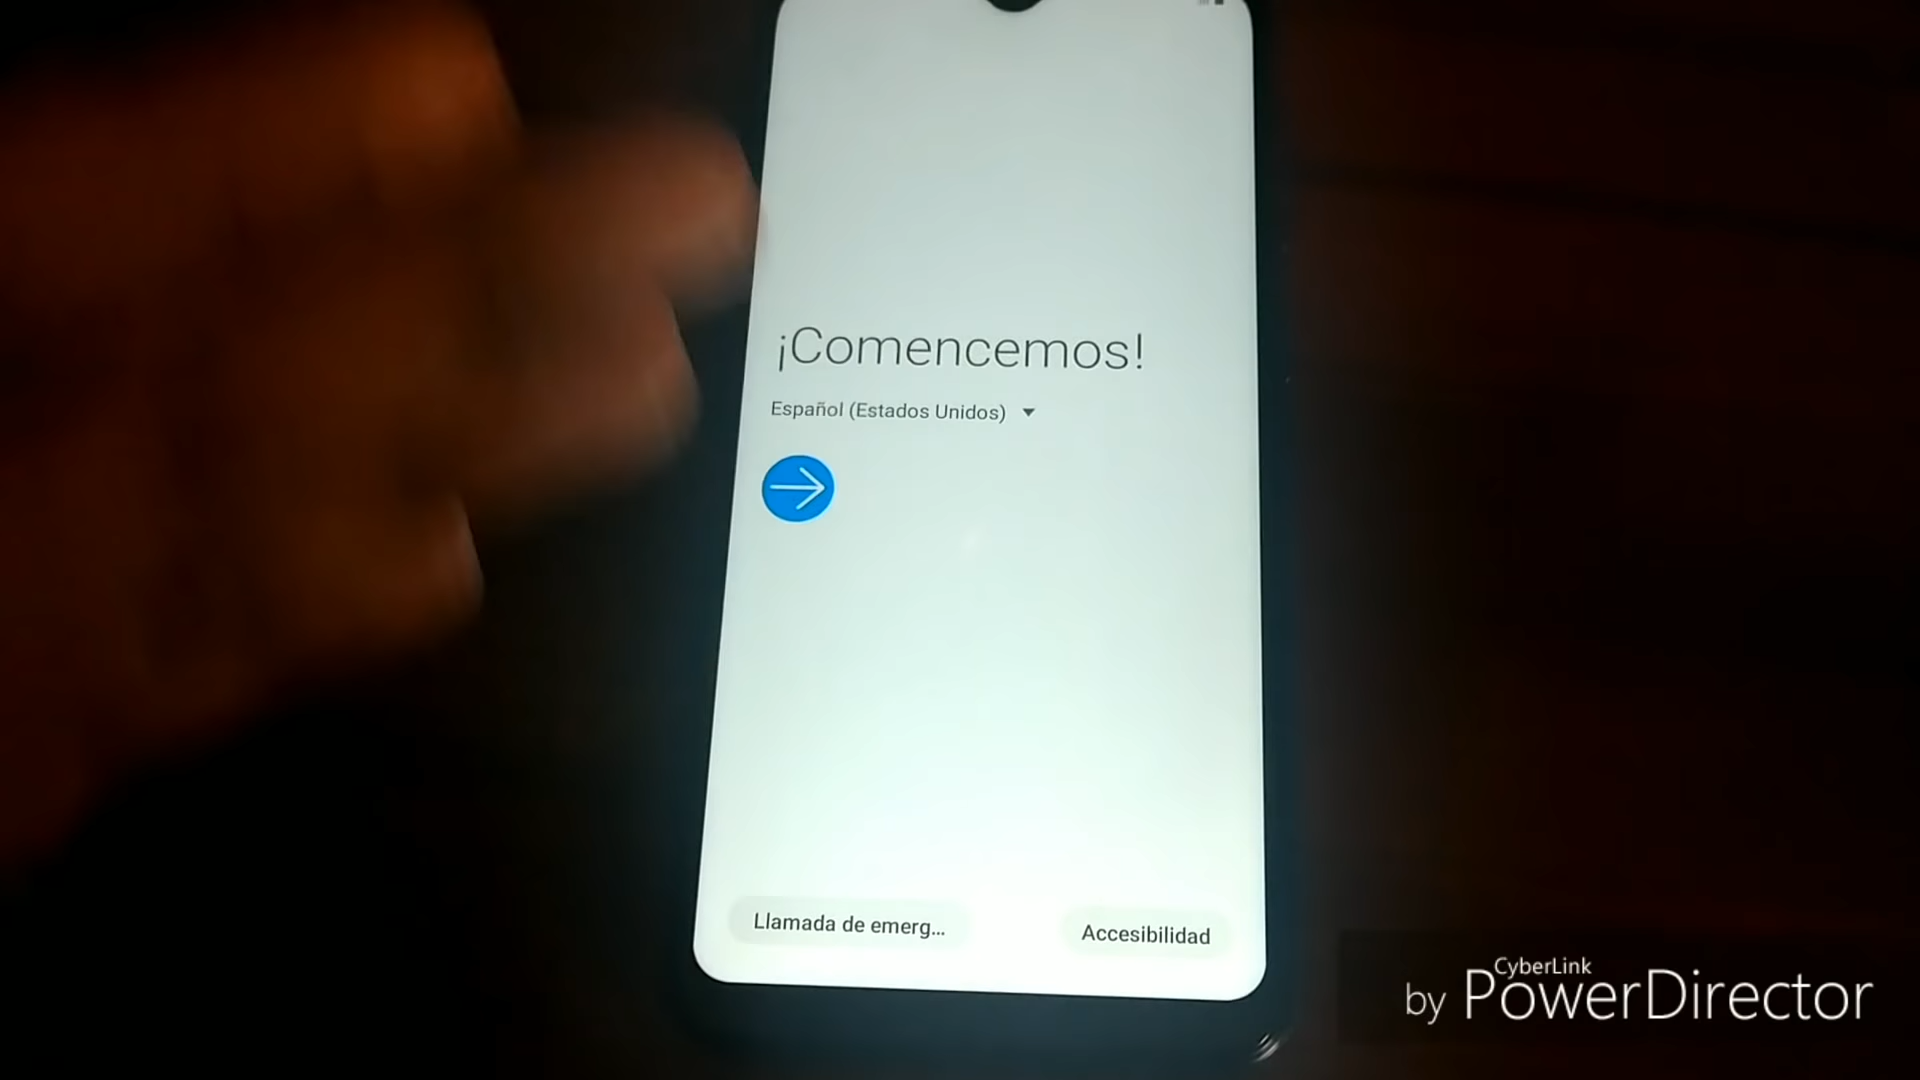 ¡Comencemos!
Español (Estados Unidos)
Llamada de emerg...
Accesibilidad
CyberLink
by PowerDirector